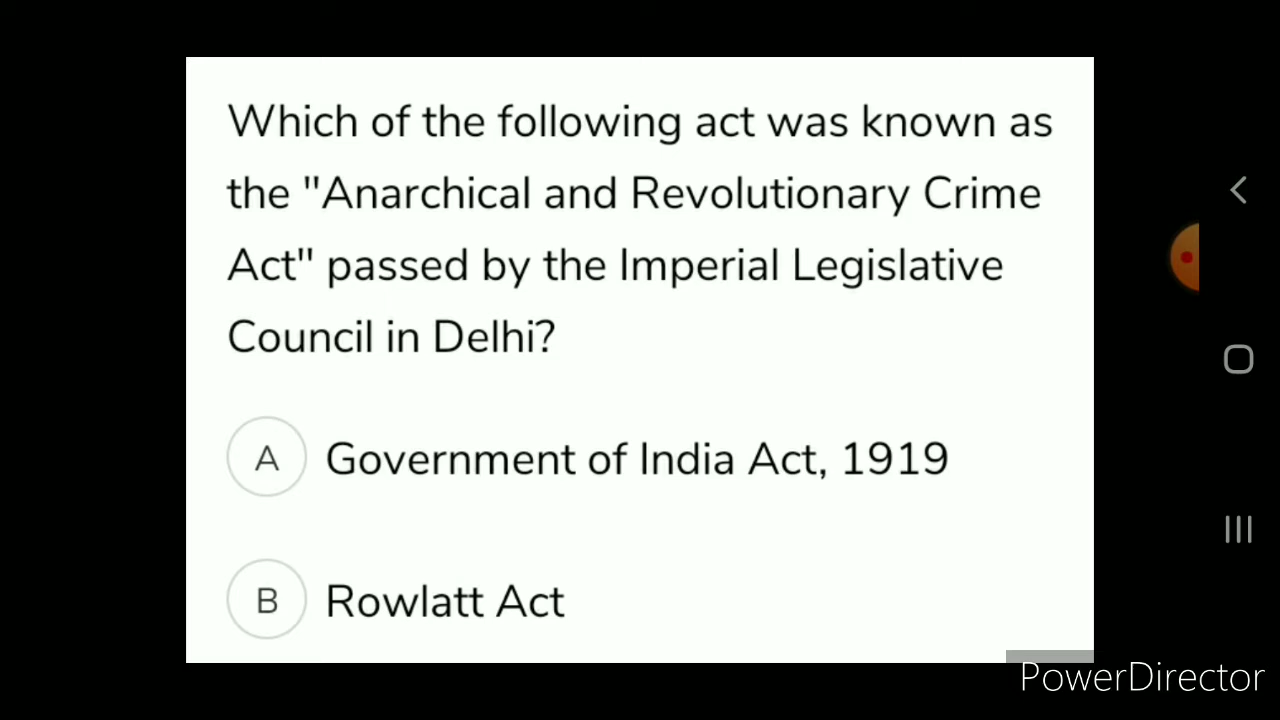 Which of the following act was known as
the "Anarchical and Revolutionary Crime
Act" passed by the Imperial Legislative
Council in Delhi?
A Government of India Act, 1919
B Rowlatt Act
PowerDirector